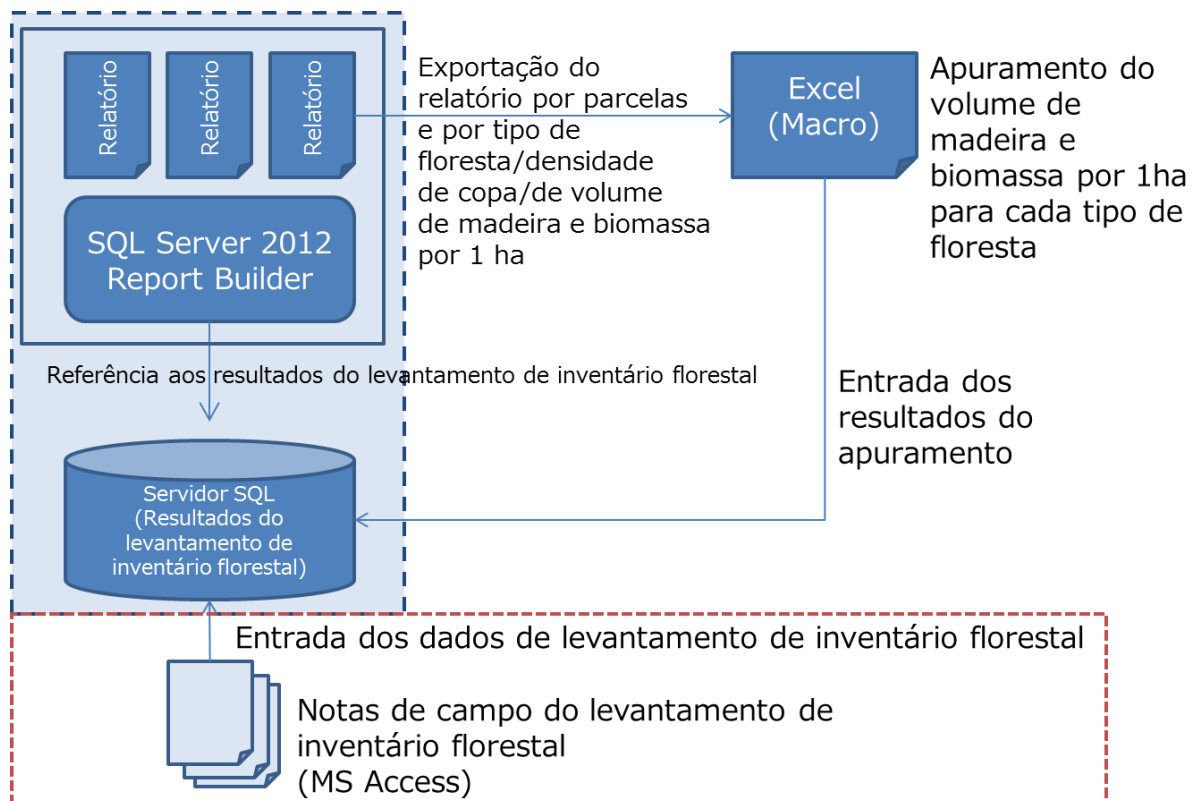 Relatório
Relatório
Relatório
SQL Server 2012
Report Builder
Exportação do
relatório por parcelas
e por tipo de
floresta/densidade
de copa/de volume
de madeira e biomassa
por 1 ha
Excel
(Macro)
Apuramento do
volume de
madeira e
biomassa por 1ha
para cada tipo de
floresta
Referência aos resultados do levantamento de inventário florestal
Entrada dos
resultados do
apuramento
Servidor SQL
(Resultados do
levantamento de
inventário florestal)
Entrada dos dados de levantamento de inventário florestal
Notas de campo do levantamento de
inventário florestal
(MS Access)